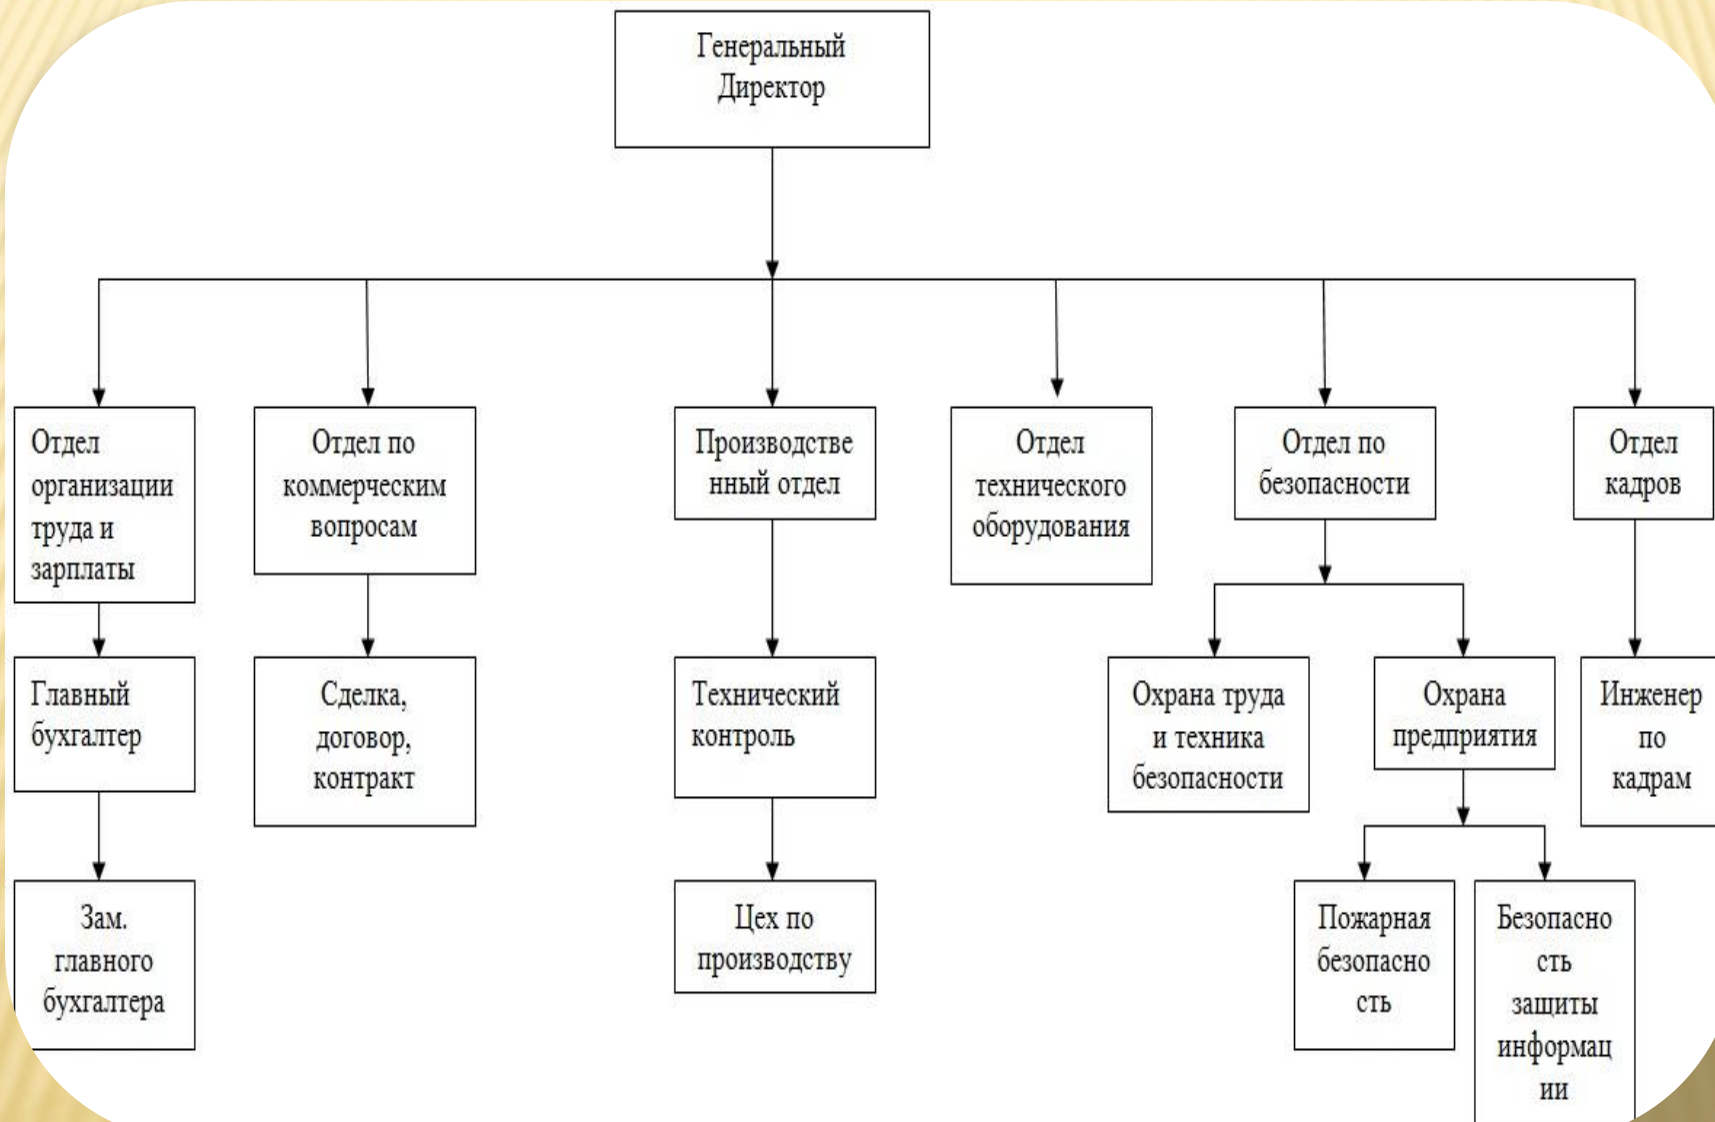 Генеральный
Директор
Отдел
организации
труда и
зарплаты
Отдел по
коммерческим
вопросам
Производстве
нный отдел
Отдел
технического
оборудования
Отдел по
безопасности
Отдел
кадров
Главный
бухгалтер
Сделка,
договор,
контракт
Технический
контроль
Охрана труда
и техника
безопасности
Охрана
предприятия
Инженер
по
кадрам
Зам.
главного
бухгалтера
Цех по
производству
Пожарная
безопасно
сть
Безопасно
сть
защиты
информац
ии